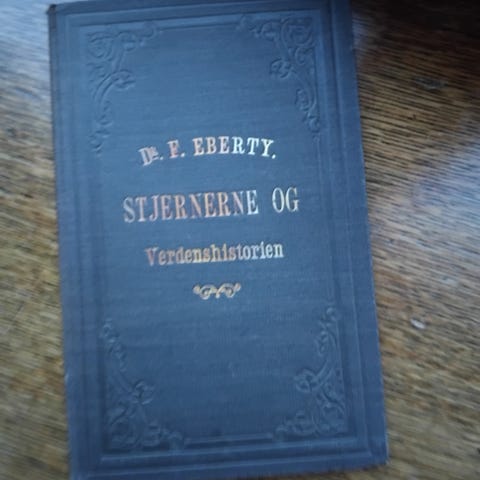 Dr. F. EBERTY.
STJERNERNE OG
Verdenshistorien